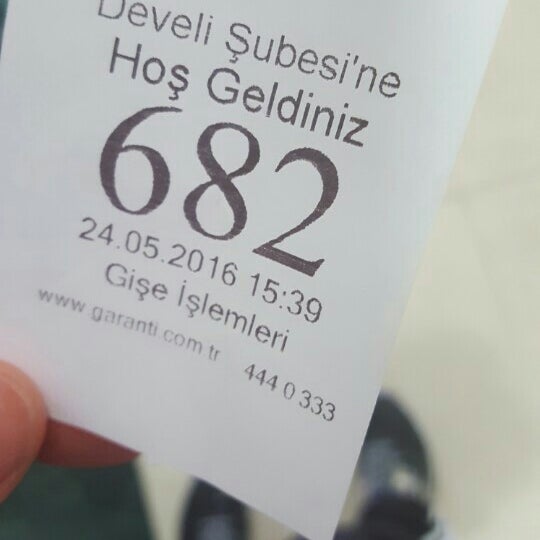 Develi Şubesi'ne
Hoş Geldiniz
682
24.05.2016 15:39
Gişe İşlemleri
www.garanti.com.tr 444 0 333